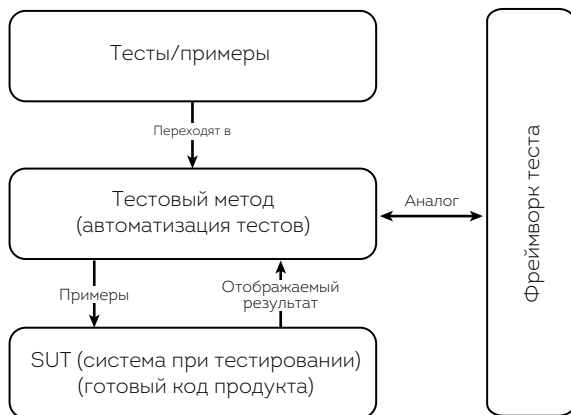 Тесты/примеры
Переходят в
Тестовый метод
(автоматизация тестов)
Аналог
Фреймворк теста
Примеры
Отображаемый
результат
SUT (система при тестировании)
(готовый код продукта)